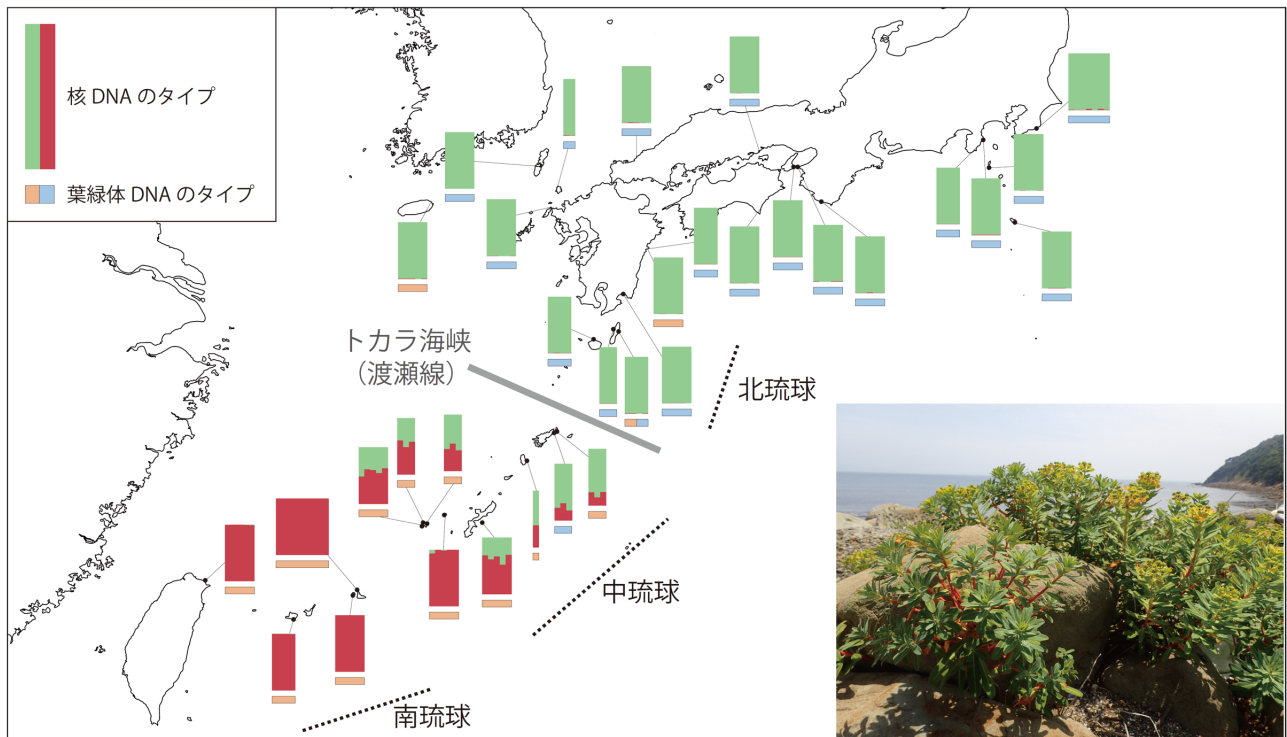 核 DNA のタイプ
葉緑体 DNA のタイプ
トカラ海峡
（渡瀬線）
北琉球
中琉球
南琉球